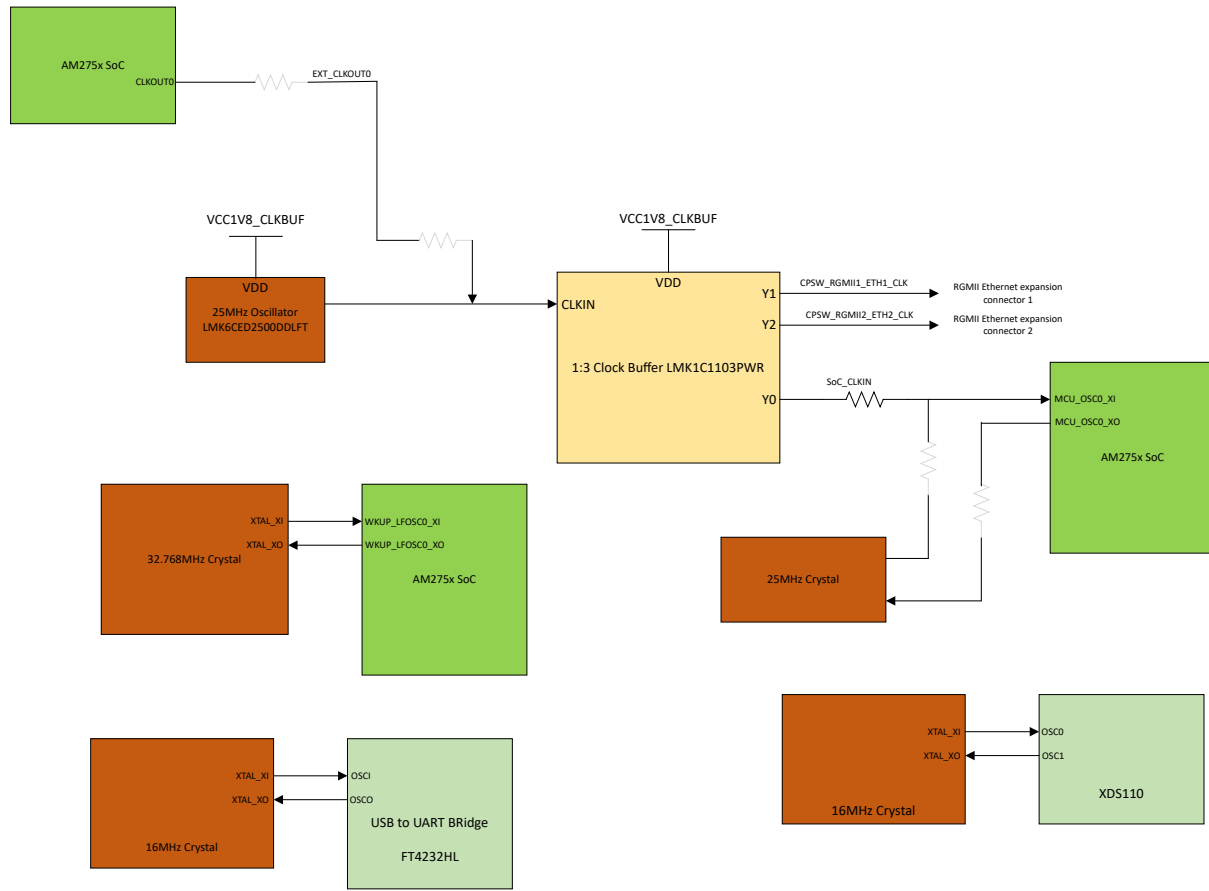 AM275x SoC
CLKOUT0
EXT_CLKOUT0
VCC1V8_CLKBUF
VDD
25MHz Oscillator
LMK6CED2500DDLFT
VCC1V8_CLKBUF
VDD
CLKIN
1:3 Clock Buffer LMK1C1103PWR
Y1
Y2
Y0
CPSW_RGMII1_ETH1_CLK
RGMII Ethernet expansion
connector 1
CPSW_RGMII2_ETH2_CLK
RGMII Ethernet expansion
connector 2
SoC_CLKIN
MCU_OSC0_XI
MCU_OSC0_XO
AM275x SoC
25MHz Crystal
XTAL_XI
XTAL_XO
32.768MHz Crystal
WKUP_LFOSC0_XI
WKUP_LFOSC0_XO
AM275x SoC
XTAL_XI
XTAL_XO
16MHz Crystal
OSC0
OSC1
XDS110
XTAL_XI
XTAL_XO
16MHz Crystal
OSCI
OSCO
USB to UART BRidge
FT4232HL